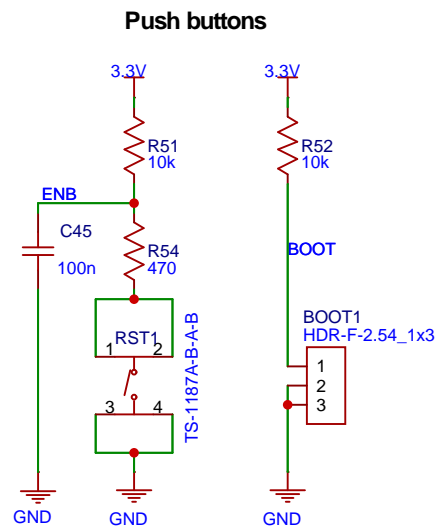 Push buttons
3.3V
3.3V
R51
10k
R52
10k
ENB
C45
100n
R54
470
BOOT
RST1
1 2
3 4
TS-1187A-B-A-B
BOOT1
HDR-F-2.54_1x3
1
2
3
GND
GND
GND